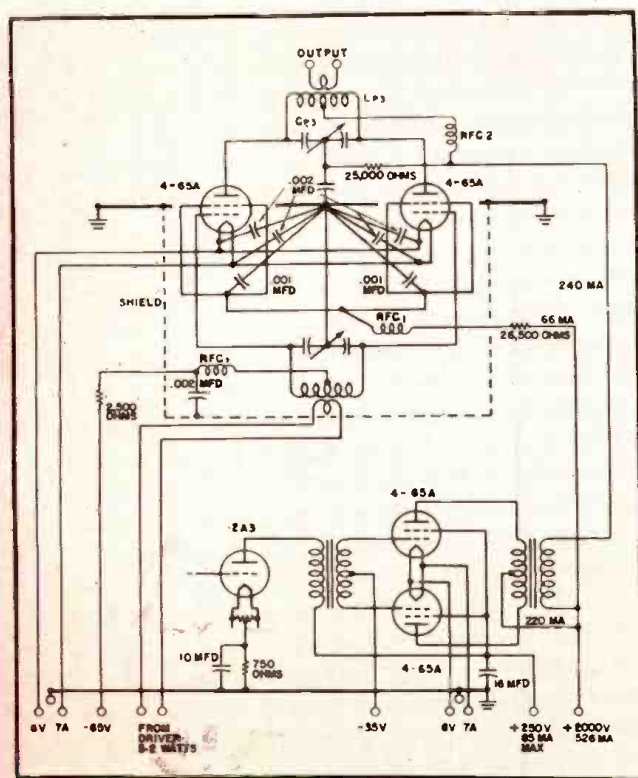 OUTPUT
LP3
CP3
RFC 2
25,000 OHMS
4-65A
.002
MFD
4-65A
.001
MFD
.001
MFD
240 MA
SHIELD
RFC1
66 MA
26,500 OHMS
.002 MFD
2,500
OHMS
4-65A
2A3
220 MA
10 MFD
750
OHMS
4-65A
16 MFD
6V
7A
-65V
FROM
DRIVER-
-35V
6V
7A
+250V
85 MA
MAX
+2000V
526 MA